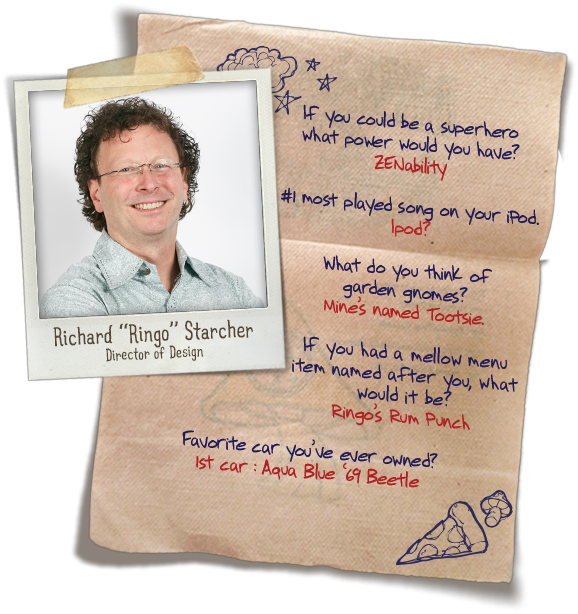 If you could be a superhero
what power would you have?
ZENability
#1 most played song on your iPod.
Ipod?
What do you think of
garden gnomes?
Mine's named Tootsie.
If you had a mellow menu
item named after you, what
would it be?
Ringo's Rum Punch
Favorite car you've ever owned?
1st car : Aqua Blue '69 Beetle
Richard "Ringo" Starcher
Director of Design